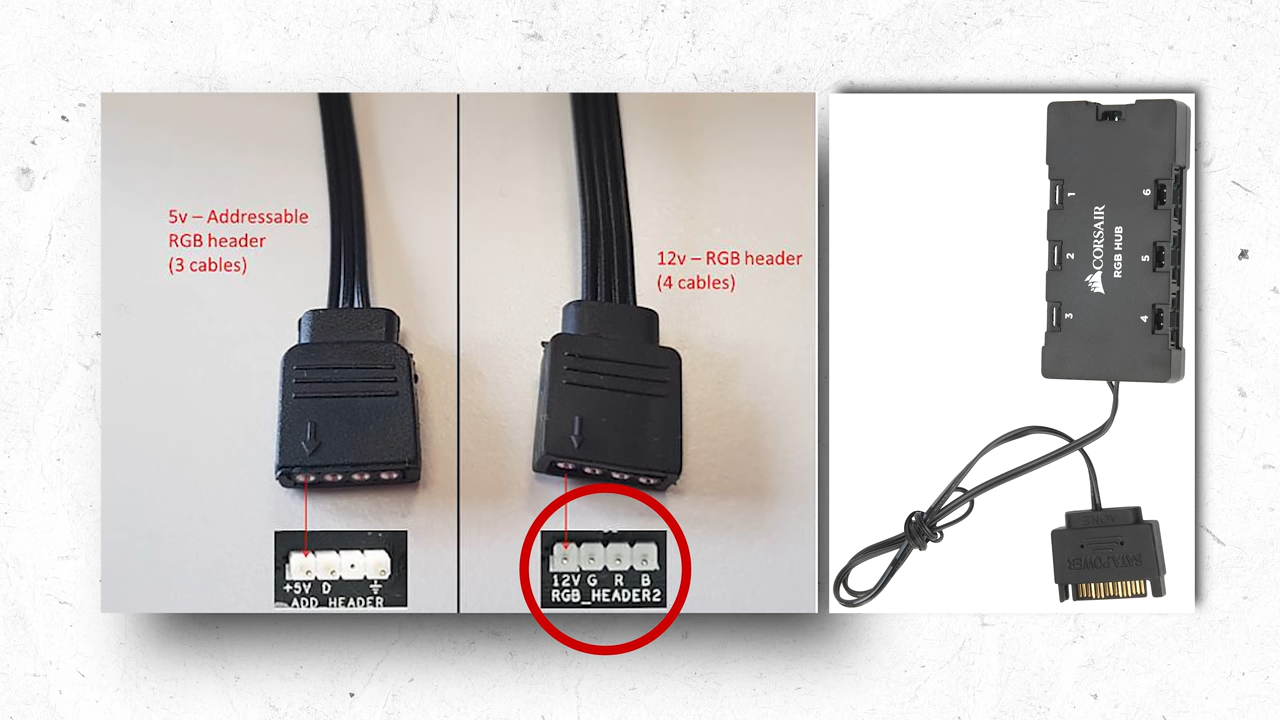 5v – Addressable
RGB header
(3 cables)
+5V D
ADD_HEADER
12v – RGB header
(4 cables)
12V G R B
RGB_HEADER2
1
2
3
6
5
4
CORSAIR
RGB HUB
SATA POWER